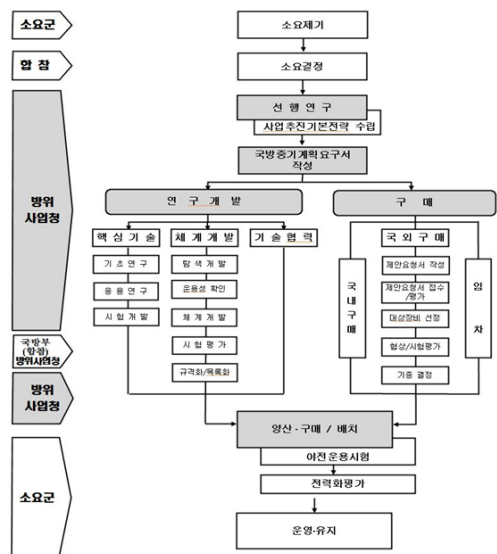 소요군
소요제기
합 참
소요결정
선 행 연 구
사업추진기본전략 수립
국방중기계획요구서
작성
방위
사업청
연 구 개 발
구 매
핵 심 기 술
체 계 개 발
기 술 협 력
국 외 구 매
기 초 연 구
응 용 연 구
시 험 개 발
탐 색 개 발
운용성 확인
체 계 개 발
시 험 평 가
규격화/목록화
국내구매
제안요청서 작성
제안요청서 접수
/평가
대상장비 선정
협상/시험평가
기종 결정
임차
국방부
(합참)
방위사업청
방위
사업청
양산 · 구매 / 배치
야전운용시험
전력화평가
소요군
운영·유지